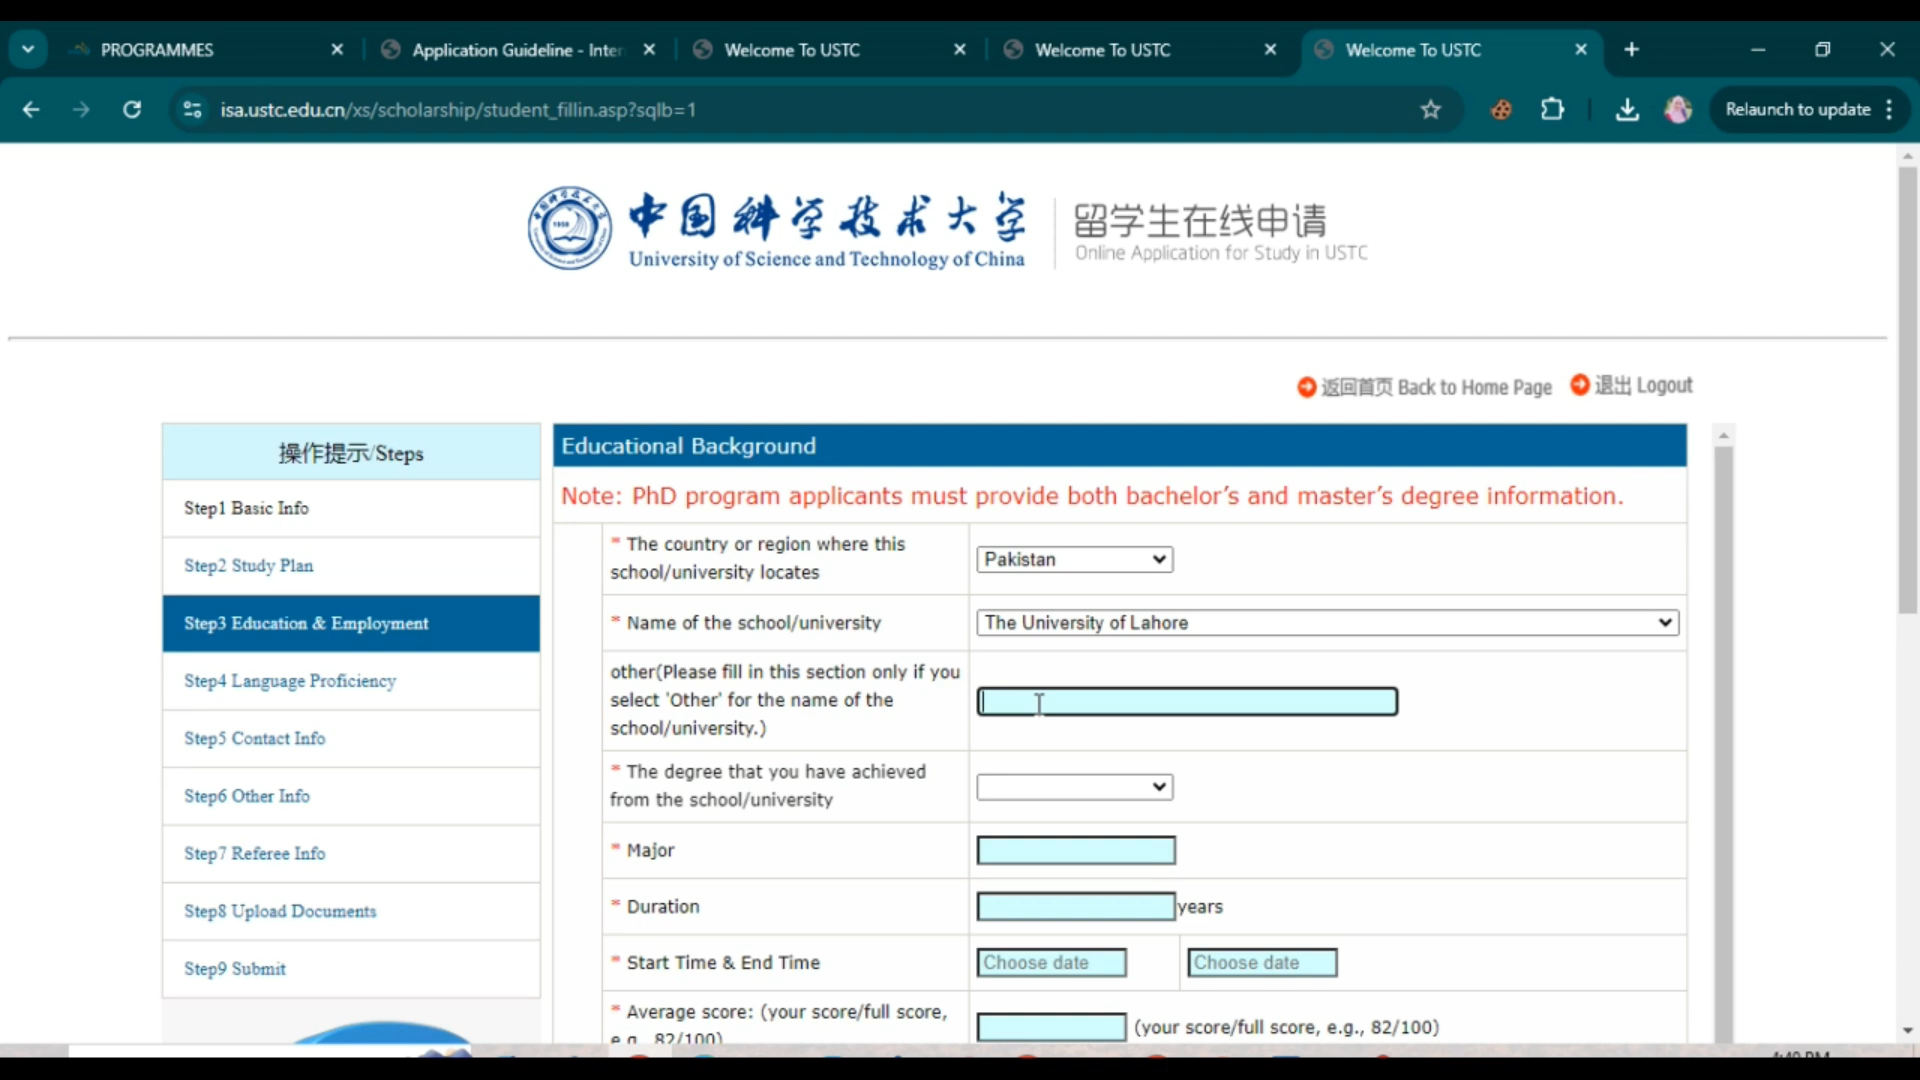 PROGRAMMES
Application Guideline - Inter
Welcome To USTC
Welcome To USTC
Welcome To USTC
isa.ustc.edu.cn/xs/scholarship/student_fillin.asp?sqlb=1
Relaunch to update
中国科学技术大学
University of Science and Technology of China
留学生在线申请
Online Application for Study in USTC
返回首页 Back to Home Page
退出 Logout
操作提示/Steps
Step1 Basic Info
Step2 Study Plan
Step3 Education & Employment
Step4 Language Proficiency
Step5 Contact Info
Step6 Other Info
Step7 Referee Info
Step8 Upload Documents
Step9 Submit
Educational Background
Note: PhD program applicants must provide both bachelor's and master's degree information.
* The country or region where this
school/university locates
Pakistan
* Name of the school/university
The University of Lahore
other(Please fill in this section only if you
select 'Other' for the name of the
school/university.)
* The degree that you have achieved
from the school/university
* Major
* Duration
years
* Start Time & End Time
Choose date
Choose date
* Average score: (your score/full score,
e.g., 82/100)
(your score/full score, e.g., 82/100)